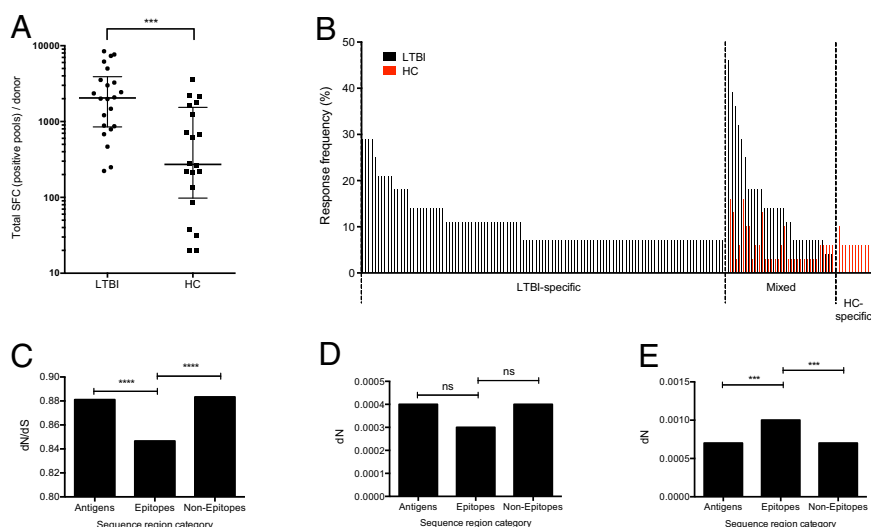 A
***
Total SFC (positive pools) / donor
10000
1000
100
10
LTBI
HC
B
Response frequency (%)
50
40
30
20
10
0
LTBI
HC
LTBI-specific
Mixed
HC-
specific
C
****
****
dN/dS
0.90
0.88
0.86
0.84
0.82
0.80
Antigens
Epitopes
Non-Epitopes
Sequence region category
D
ns
ns
dN
0.0005
0.0004
0.0003
0.0002
0.0001
0.0000
Antigens
Epitopes
Non-Epitopes
Sequence region category
E
***
***
dN
0.0015
0.0010
0.0005
0.0000
Antigens
Epitopes
Non-Epitopes
Sequence region category